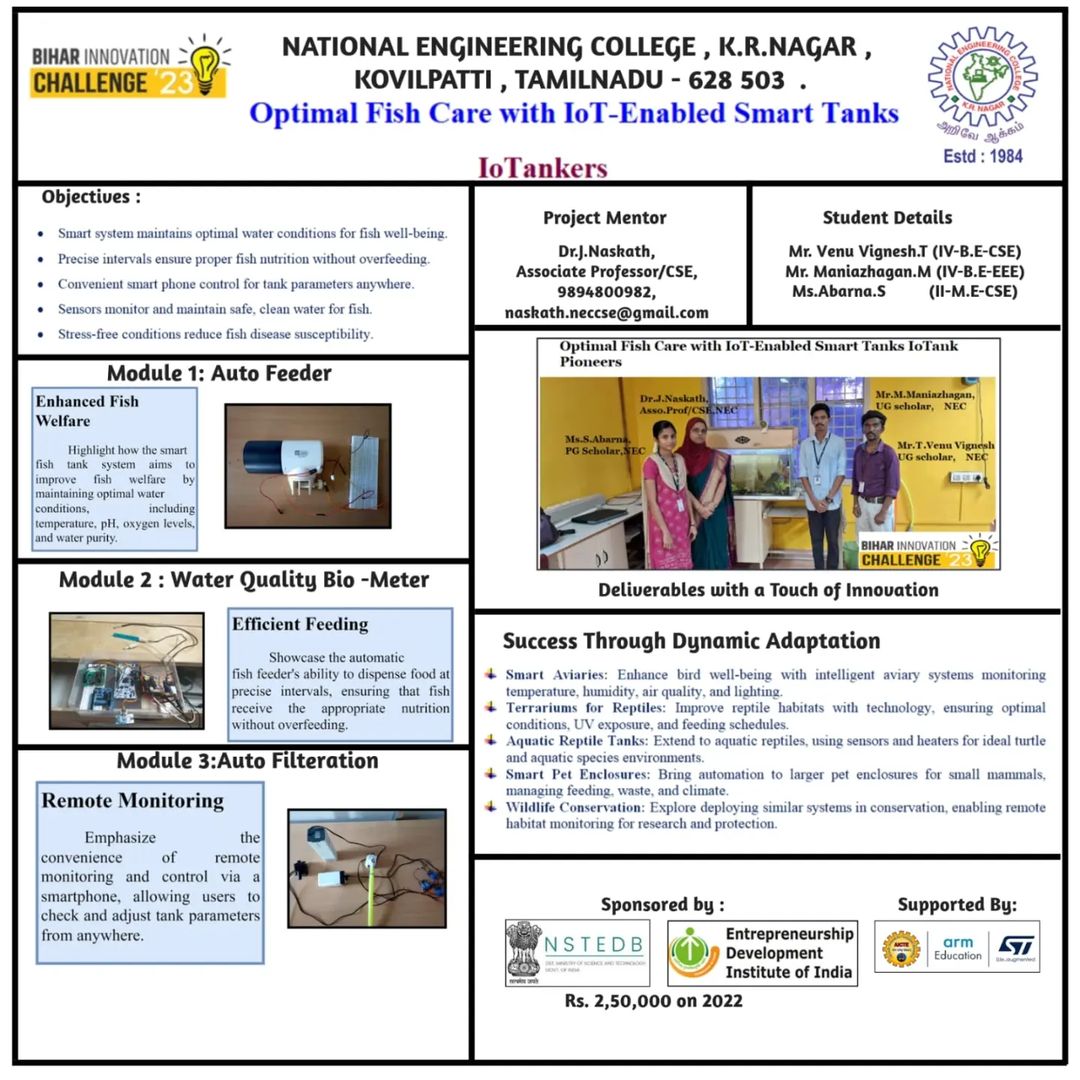 BIHAR INNOVATION
CHALLENGE '23
NATIONAL ENGINEERING COLLEGE , K.R.NAGAR ,
KOVILPATTI , TAMILNADU - 628 503 .
Optimal Fish Care with IoT-Enabled Smart Tanks
IoTankers
NATIONAL ENGINEERING COLLEGE
K.R. NAGAR
அறிவே ஆக்கம்
Estd : 1984
Objectives :
• Smart system maintains optimal water conditions for fish well-being.
• Precise intervals ensure proper fish nutrition without overfeeding.
• Convenient smart phone control for tank parameters anywhere.
• Sensors monitor and maintain safe, clean water for fish.
• Stress-free conditions reduce fish disease susceptibility.
Project Mentor
Dr.J.Naskath,
Associate Professor/CSE,
9894800982,
naskath.neccse@gmail.com
Student Details
Mr. Venu Vignesh.T (IV-B.E-CSE)
Mr. Maniazhagan.M (IV-B.E-EEE)
Ms.Abarna.S (II-M.E-CSE)
Module 1: Auto Feeder
Enhanced Fish
Welfare
Highlight how the smart
fish tank system aims to
improve fish welfare by
maintaining optimal water
conditions, including
temperature, pH, oxygen levels,
and water purity.
Module 2 : Water Quality Bio -Meter
Efficient Feeding
Showcase the automatic
fish feeder's ability to dispense food at
precise intervals, ensuring that fish
receive the appropriate nutrition
without overfeeding.
Module 3:Auto Filteration
Remote Monitoring
Emphasize the
convenience of remote
monitoring and control via a
smartphone, allowing users to
check and adjust tank parameters
from anywhere.
Optimal Fish Care with IoT-Enabled Smart Tanks IoTank
Pioneers
Dr.J.Naskath,
Asso.Prof/CSE,NEC
Ms.S.Abarna,
PG Scholar,NEC
Mr.M.Maniazhagan,
UG scholar, NEC
Mr.T.Venu Vignesh
UG scholar, NEC
BIHAR INNOVATION
CHALLENGE '23
Deliverables with a Touch of Innovation
Success Through Dynamic Adaptation
Smart Aviaries: Enhance bird well-being with intelligent aviary systems monitoring
temperature, humidity, air quality, and lighting.
Terrariums for Reptiles: Improve reptile habitats with technology, ensuring optimal
conditions, UV exposure, and feeding schedules.
Aquatic Reptile Tanks: Extend to aquatic reptiles, using sensors and heaters for ideal turtle
and aquatic species environments.
Smart Pet Enclosures: Bring automation to larger pet enclosures for small mammals,
managing feeding, waste, and climate.
Wildlife Conservation: Explore deploying similar systems in conservation, enabling remote
habitat monitoring for research and protection.
Sponsored by :
NSTEDB
DST, MINISTRY OF SCIENCE AND TECHNOLOGY
GOVT. OF INDIA
सत्यमेव जयते
Entrepreneurship
Development
Institute of India
Rs. 2,50,000 on 2022
Supported By:
AICTE
arm
Education
ST
life.augmented